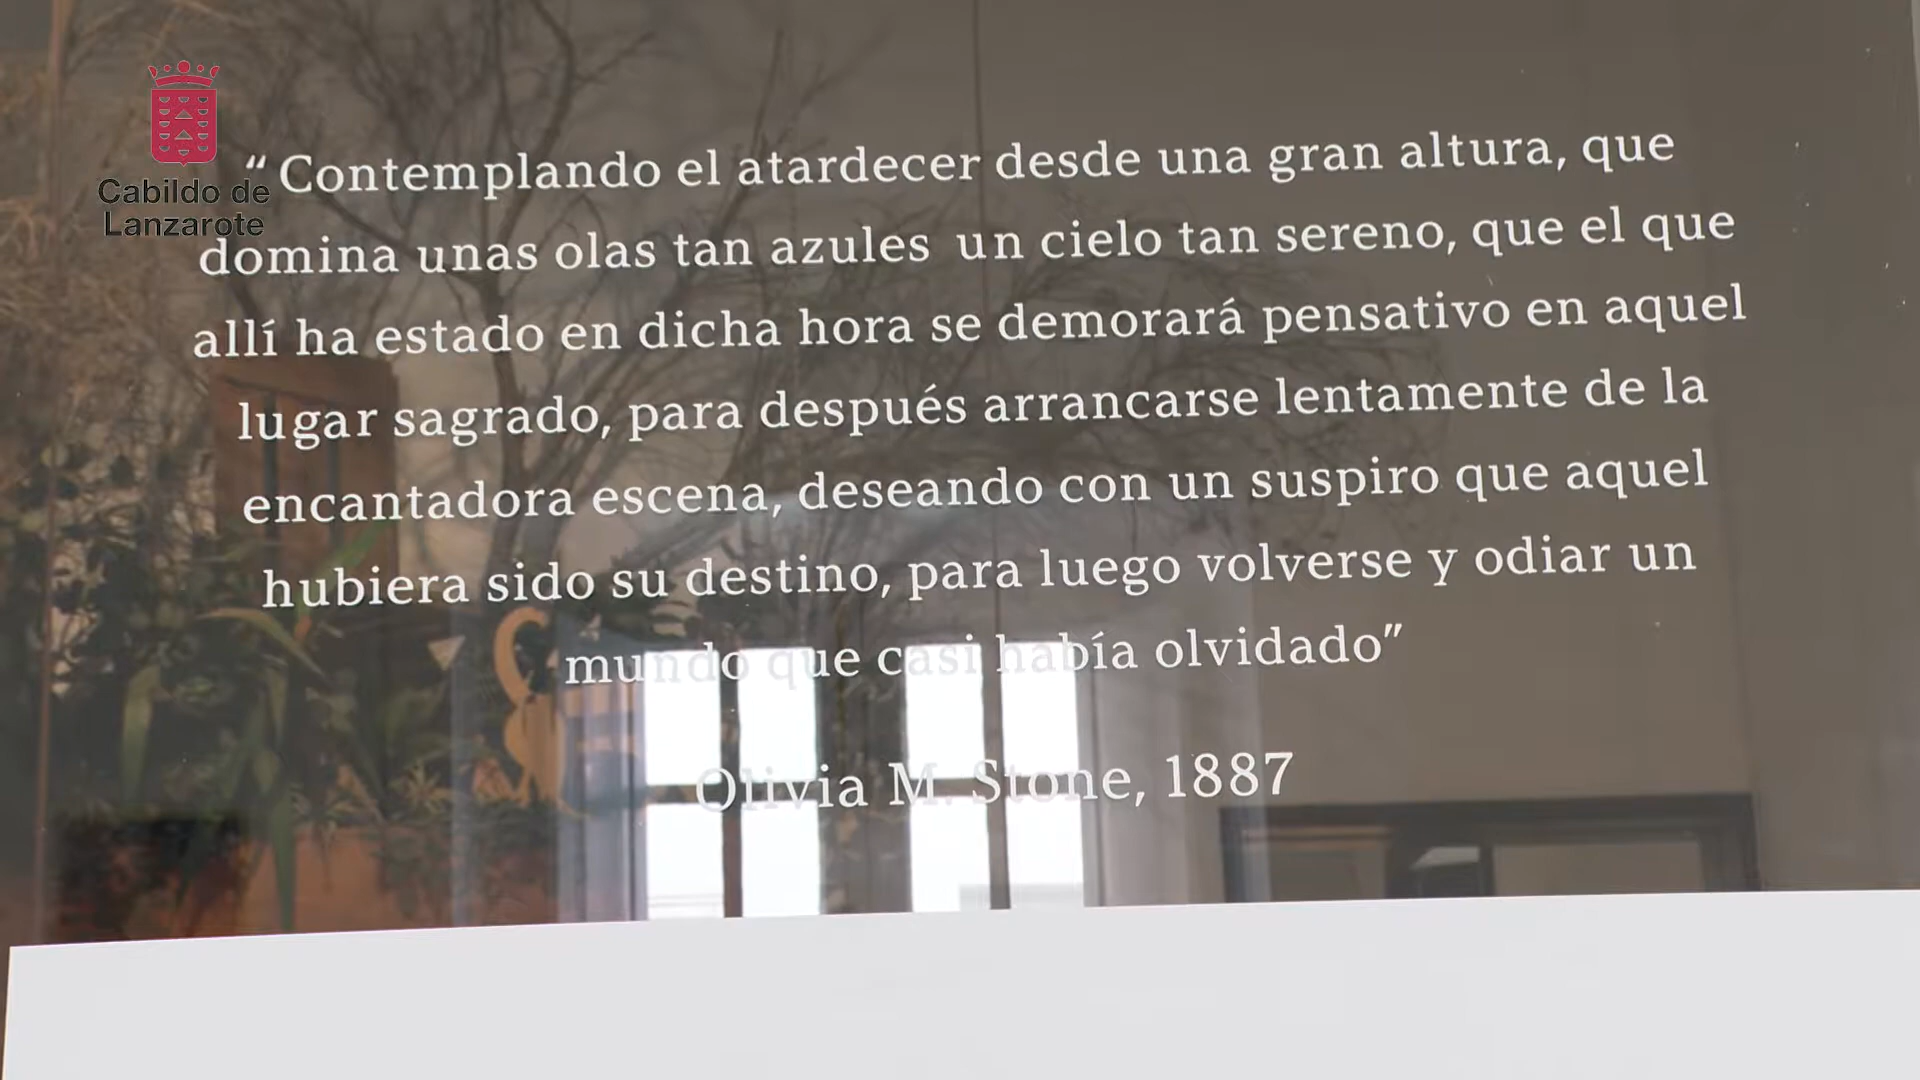 Cabildo de
Lanzarote
“Contemplando el atardecer desde una gran altura, que
domina unas olas tan azules un cielo tan sereno, que el que
allí ha estado en dicha hora se demorará pensativo en aquel
lugar sagrado, para después arrancarse lentamente de la
encantadora escena, deseando con un suspiro que aquel
hubiera sido su destino, para luego volverse y odiar un
mundo que casi había olvidado”
Olivia M. Stone, 1887